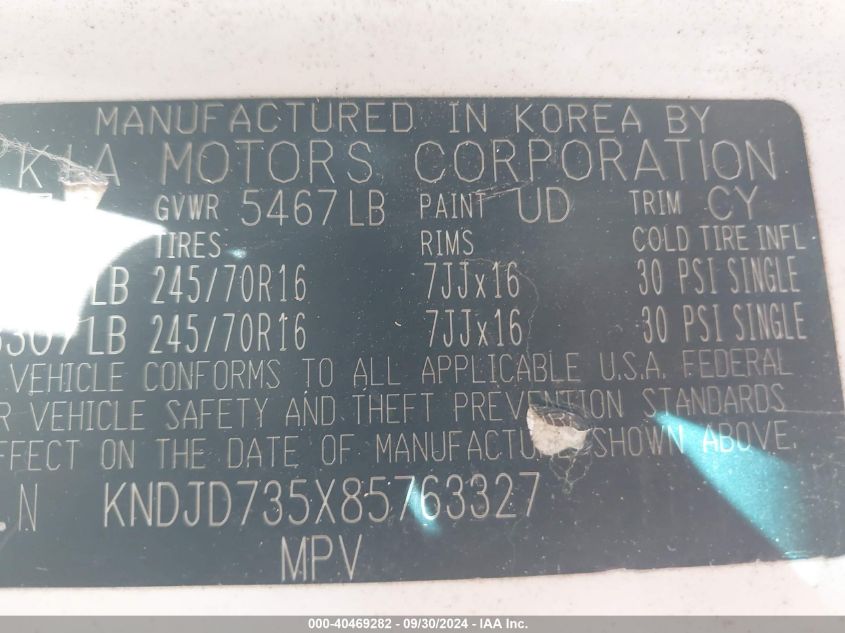 MANUFACTURED IN KOREA BY
KIA MOTORS CORPORATION
GVWR 5467LB PAINT UD TRIM CY
TIRES RIMS COLD TIRE INFL
LB 245/70R16 7JJx16 30 PSI SINGLE
LB 245/70R16 7JJx16 30 PSI SINGLE
VEHICLE CONFORMS TO ALL APPLICABLE U.S.A. FEDERAL
VEHICLE SAFETY AND THEFT PREVENTION STANDARDS
EFFECT ON THE DATE OF MANUFACTURE SHOWN ABOVE.
.N KNDJD735X85763327
MPV
000-40469282 - 09/30/2024 - IAA Inc.